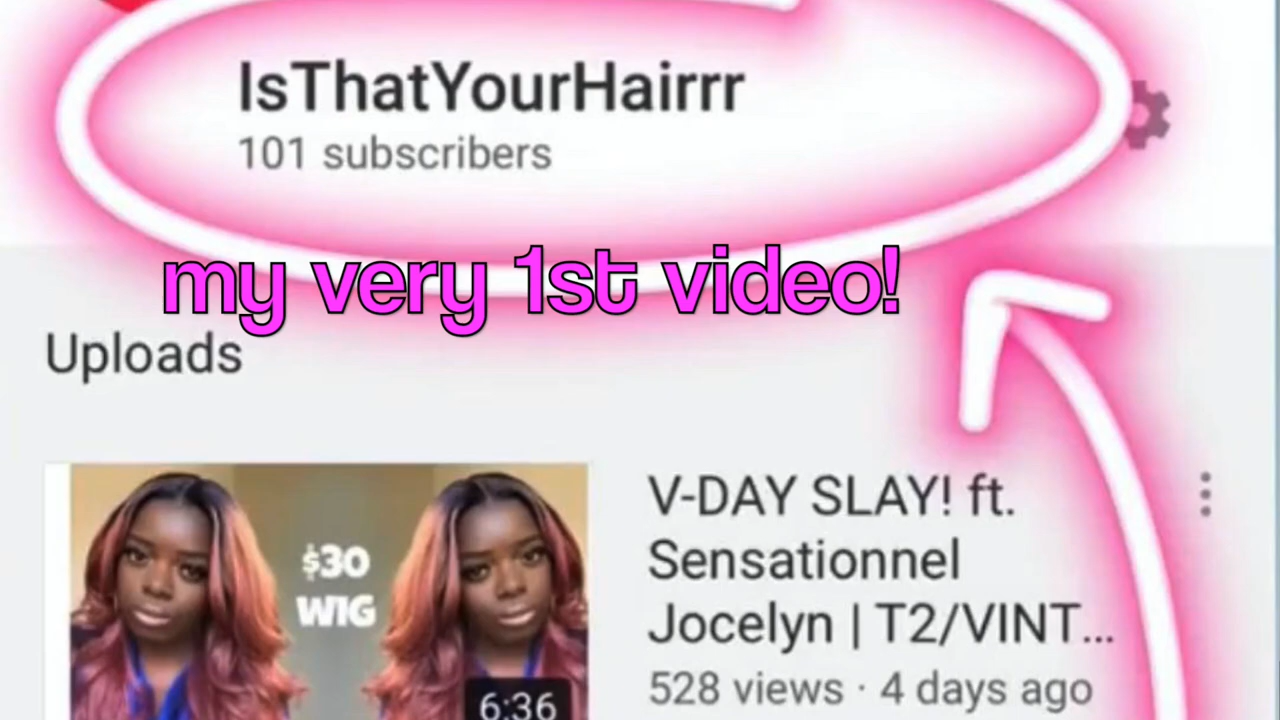 IsThatYourHairrr
101 subscribers
my very 1st video!
Uploads
$30
WIG
6:36
V-DAY SLAY! ft.
Sensationnel
Jocelyn | T2/VINT...
528 views · 4 days ago